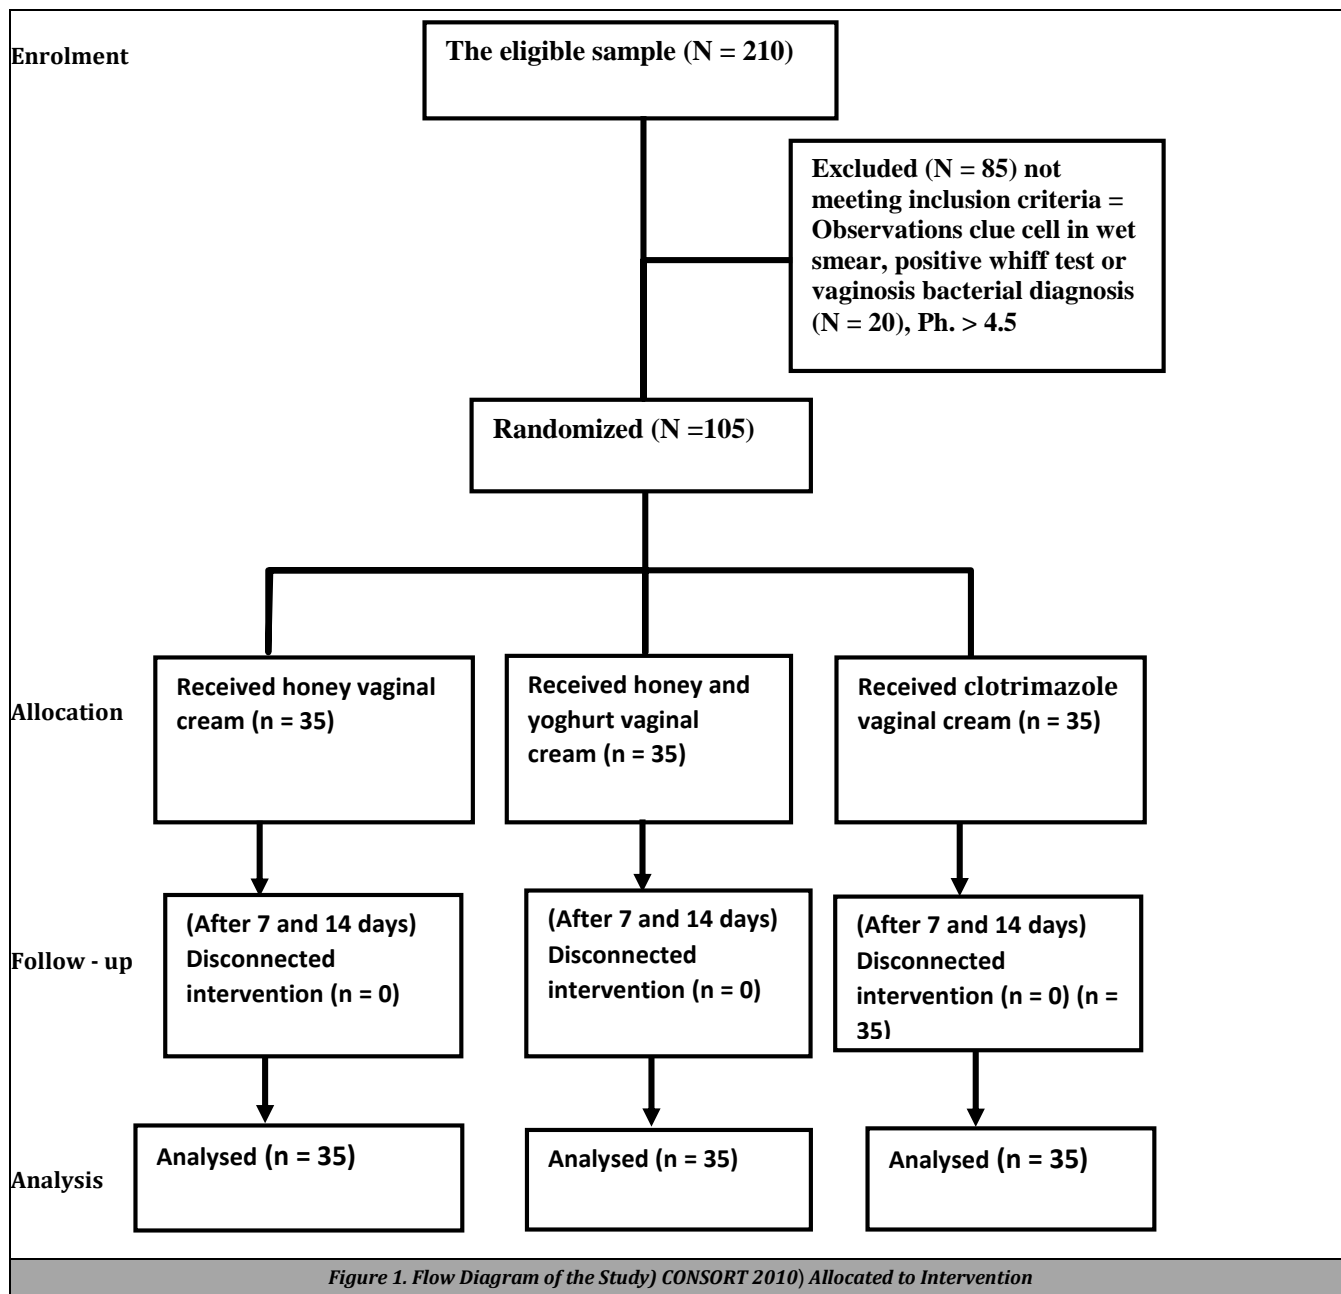 Enrolment
The eligible sample (N = 210)
Excluded (N = 85) not
meeting inclusion criteria =
Observations clue cell in wet
smear, positive whiff test or
vaginosis bacterial diagnosis
(N = 20), Ph. > 4.5
Randomized (N =105)
Allocation
Received honey vaginal
cream (n = 35)
Received honey and
yoghurt vaginal
cream (n = 35)
Received clotrimazole
vaginal cream (n = 35)
Follow - up
(After 7 and 14 days)
Disconnected
intervention (n = 0)
(After 7 and 14 days)
Disconnected
intervention (n = 0)
(After 7 and 14 days)
Disconnected
intervention (n = 0) (n =
35)
Analysis
Analysed (n = 35)
Analysed (n = 35)
Analysed (n = 35)
Figure 1. Flow Diagram of the Study) CONSORT 2010) Allocated to Intervention